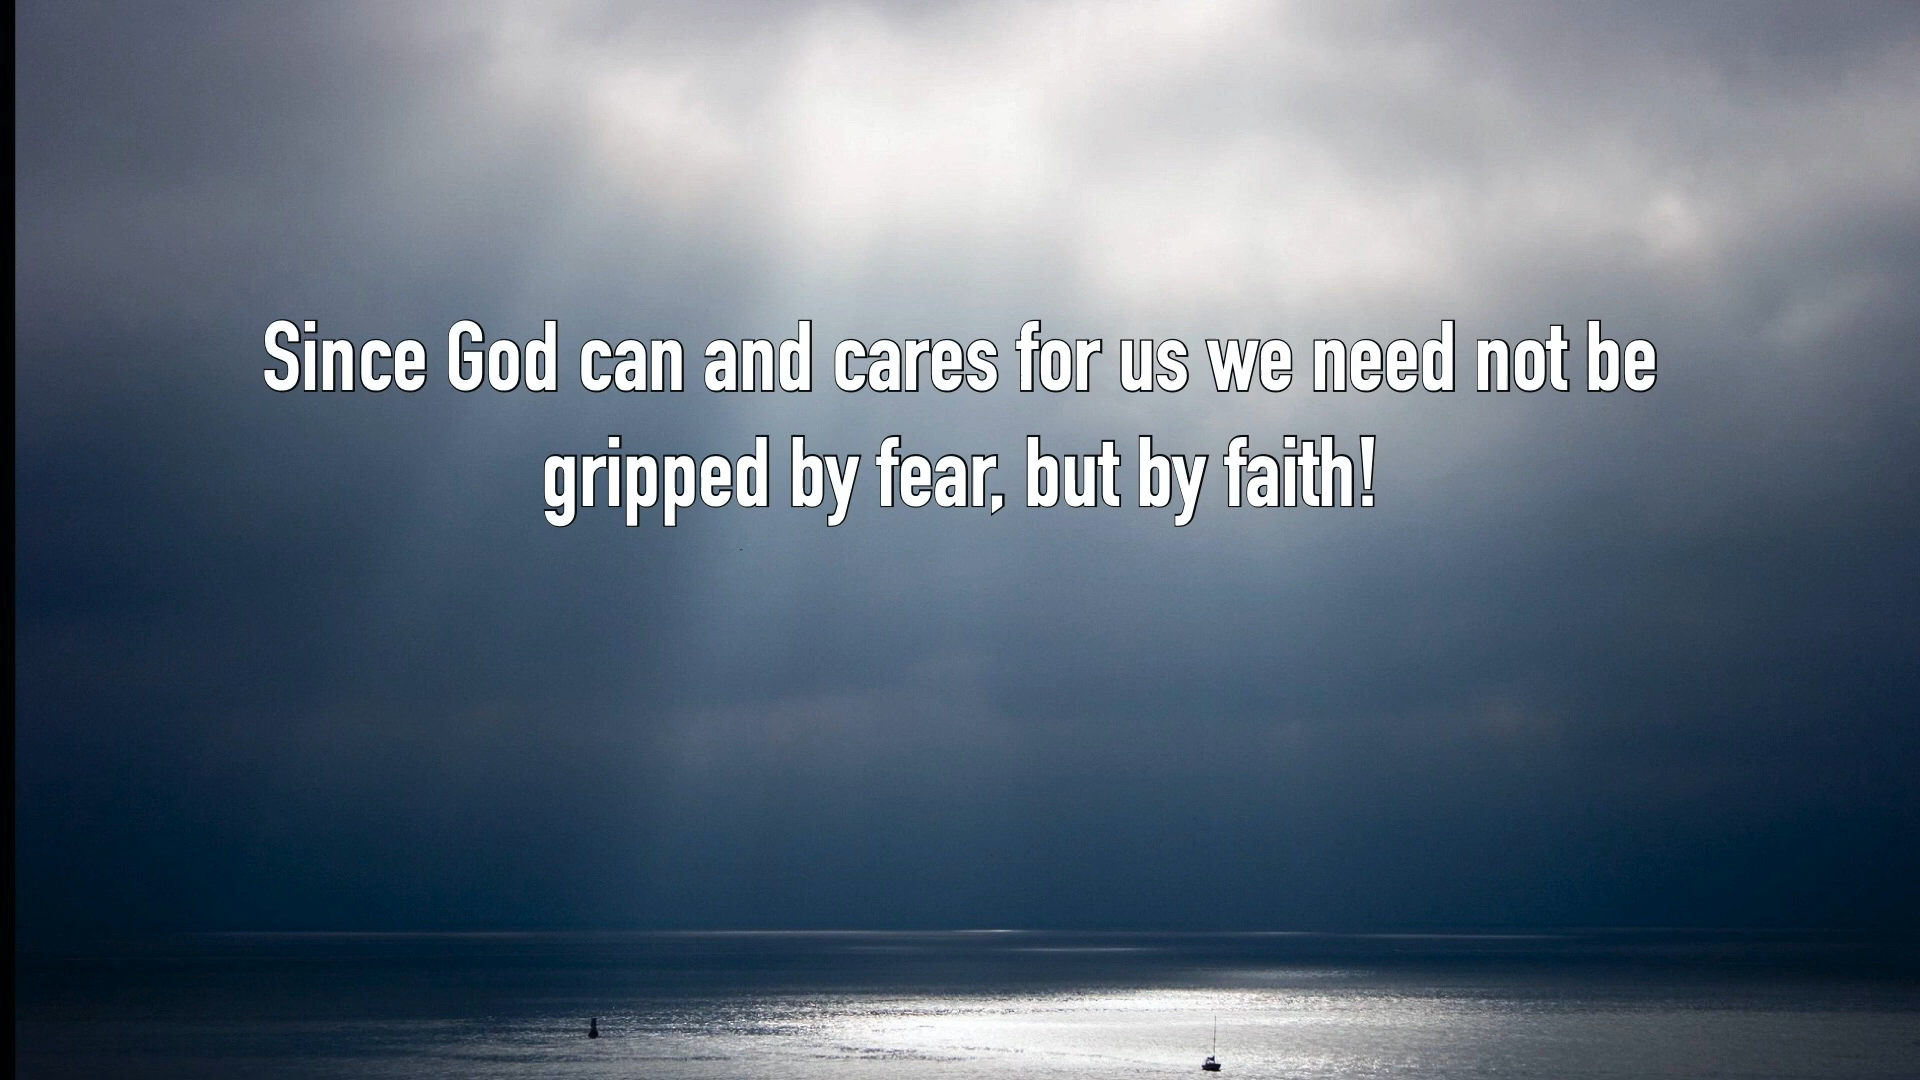 Since God can and cares for us we need not be
gripped by fear, but by faith!